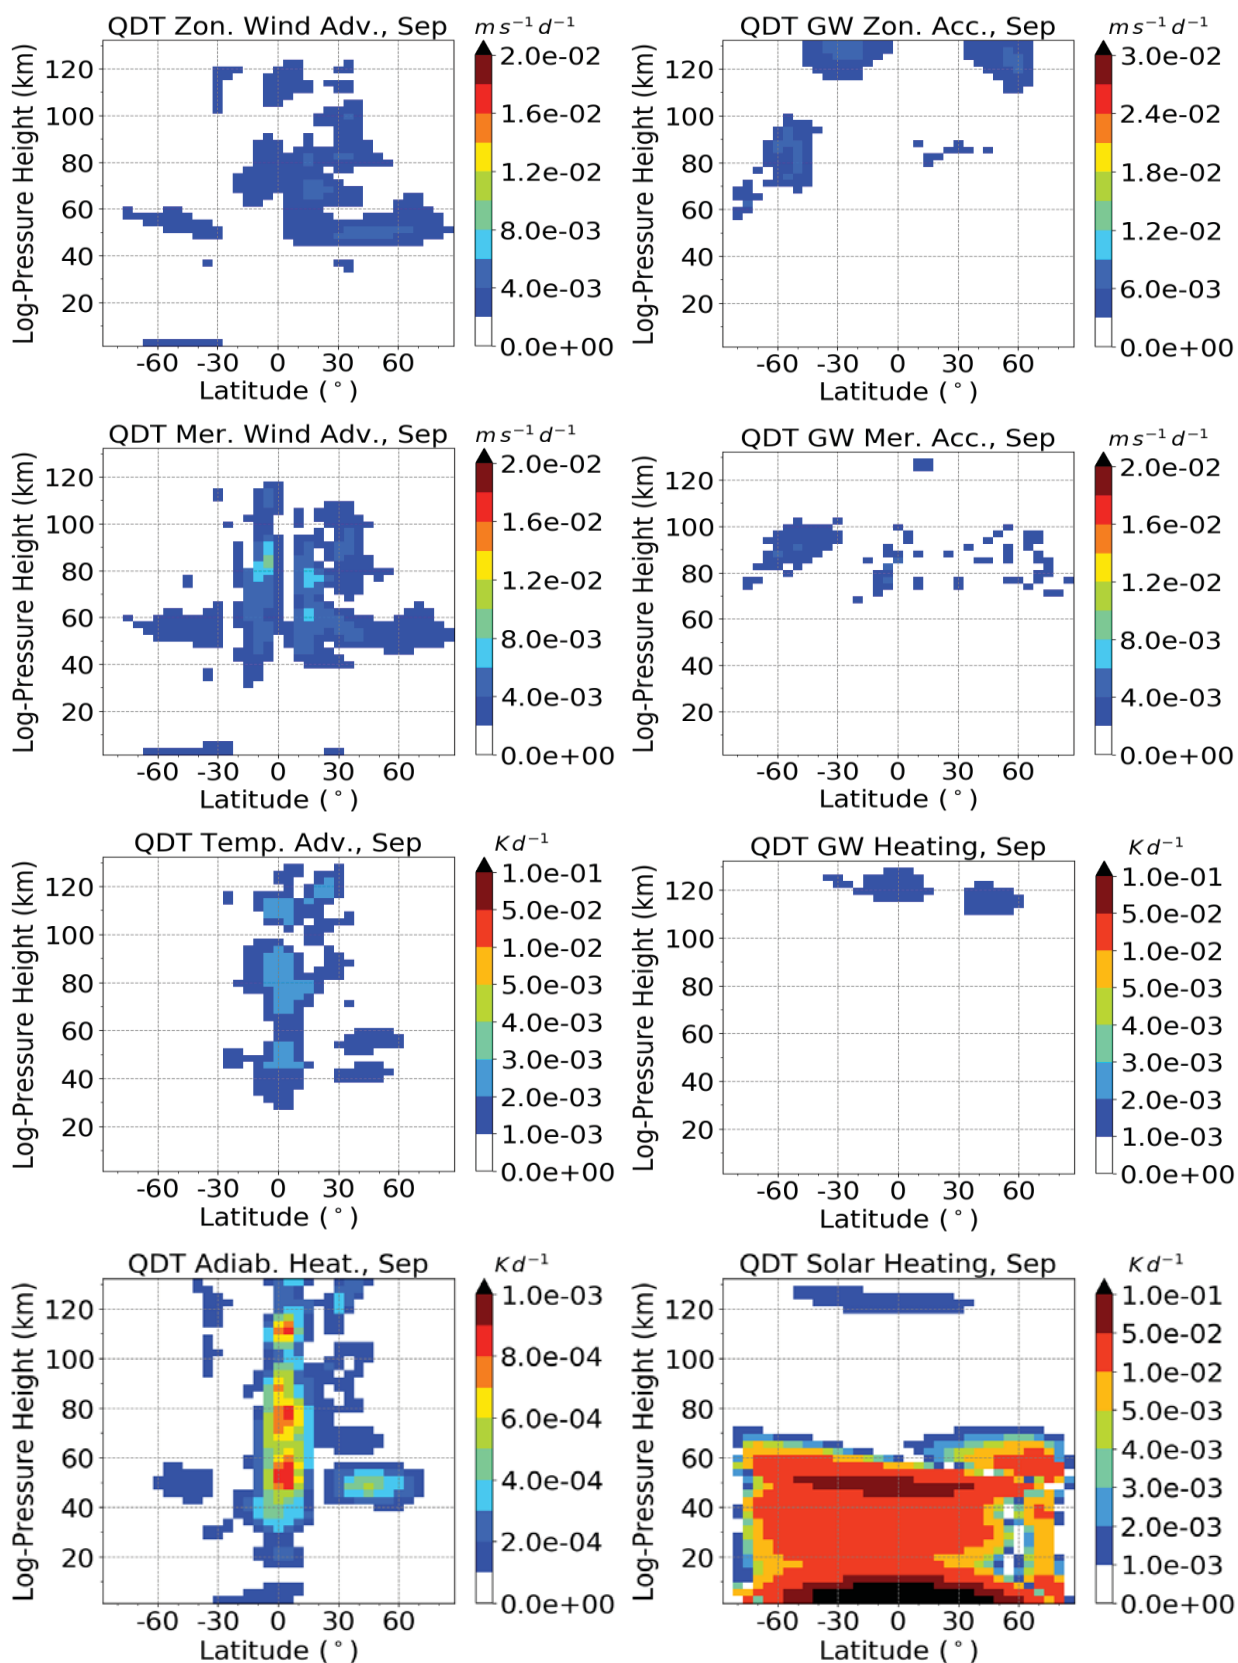 QDT Zon. Wind Adv., Sep
m s⁻¹ d⁻¹
Log-Pressure Height (km)
120
100
80
60
40
20
-60 -30 0 30 60
Latitude (°)
2.0e-02
1.6e-02
1.2e-02
8.0e-03
4.0e-03
0.0e+00
QDT GW Zon. Acc., Sep
m s⁻¹ d⁻¹
Log-Pressure Height (km)
120
100
80
60
40
20
-60 -30 0 30 60
Latitude (°)
3.0e-02
2.4e-02
1.8e-02
1.2e-02
6.0e-03
0.0e+00
QDT Mer. Wind Adv., Sep
m s⁻¹ d⁻¹
Log-Pressure Height (km)
120
100
80
60
40
20
-60 -30 0 30 60
Latitude (°)
2.0e-02
1.6e-02
1.2e-02
8.0e-03
4.0e-03
0.0e+00
QDT GW Mer. Acc., Sep
m s⁻¹ d⁻¹
Log-Pressure Height (km)
120
100
80
60
40
20
-60 -30 0 30 60
Latitude (°)
2.0e-02
1.6e-02
1.2e-02
8.0e-03
4.0e-03
0.0e+00
QDT Temp. Adv., Sep
K d⁻¹
Log-Pressure Height (km)
120
100
80
60
40
20
-60 -30 0 30 60
Latitude (°)
1.0e-01
5.0e-02
1.0e-02
5.0e-03
4.0e-03
3.0e-03
2.0e-03
1.0e-03
0.0e+00
QDT GW Heating, Sep
K d⁻¹
Log-Pressure Height (km)
120
100
80
60
40
20
-60 -30 0 30 60
Latitude (°)
1.0e-01
5.0e-02
1.0e-02
5.0e-03
4.0e-03
3.0e-03
2.0e-03
1.0e-03
0.0e+00
QDT Adiab. Heat., Sep
K d⁻¹
Log-Pressure Height (km)
120
100
80
60
40
20
-60 -30 0 30 60
Latitude (°)
1.0e-03
8.0e-04
6.0e-04
4.0e-04
2.0e-04
0.0e+00
QDT Solar Heating, Sep
K d⁻¹
Log-Pressure Height (km)
120
100
80
60
40
20
-60 -30 0 30 60
Latitude (°)
1.0e-01
5.0e-02
1.0e-02
5.0e-03
4.0e-03
3.0e-03
2.0e-03
1.0e-03
0.0e+00